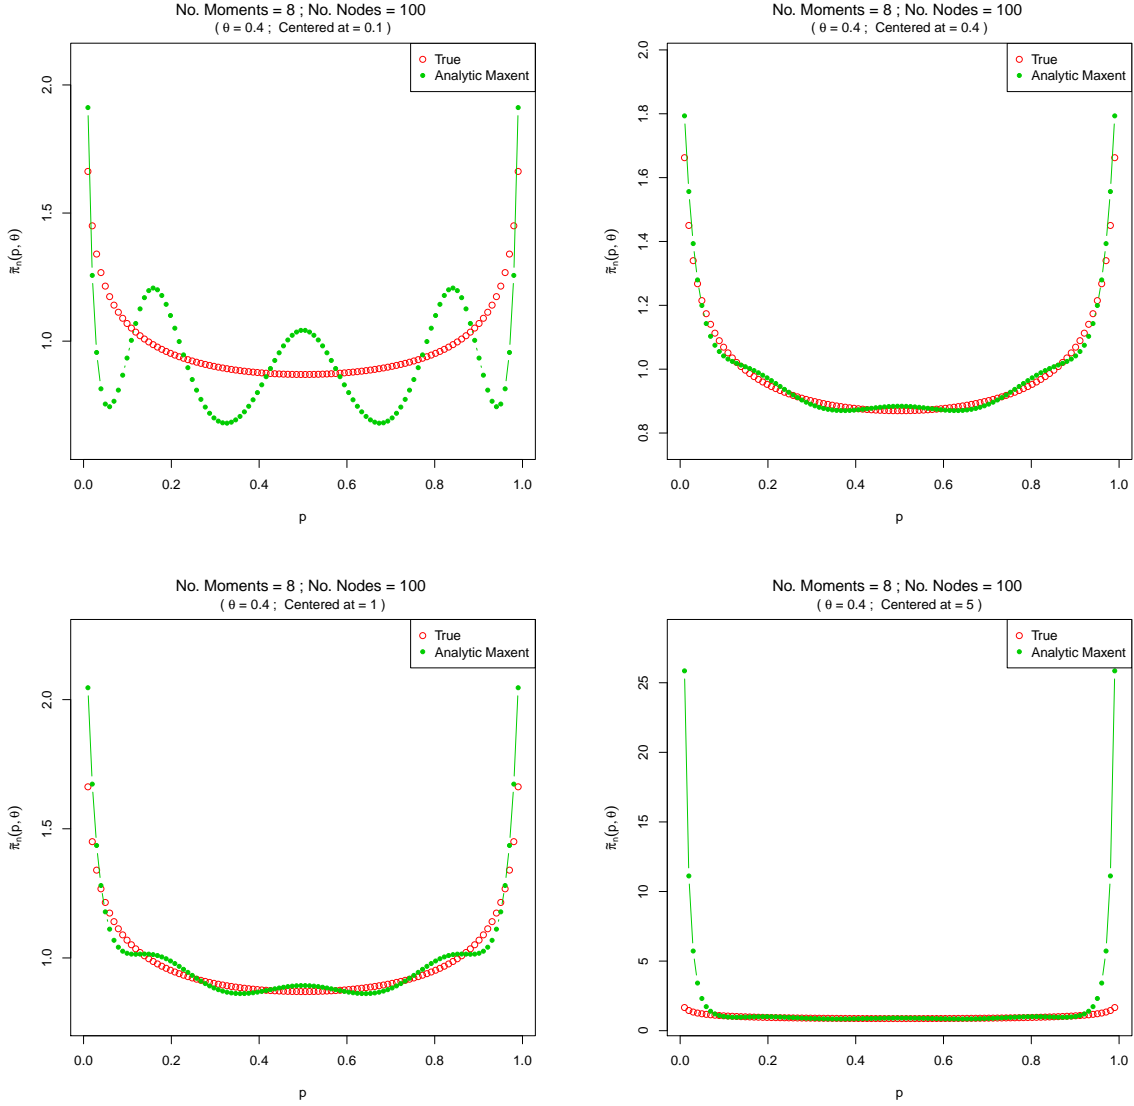 No. Moments = 8 ; No. Nodes = 100
( θ = 0.4 ; Centered at = 0.1 )
True
Analytic Maxent
2.0
1.5
1.0
π̃n(p, θ)
0.0 0.2 0.4 0.6 0.8 1.0
p
No. Moments = 8 ; No. Nodes = 100
( θ = 0.4 ; Centered at = 0.4 )
True
Analytic Maxent
2.0
1.8
1.6
1.4
1.2
1.0
0.8
π̃n(p, θ)
0.0 0.2 0.4 0.6 0.8 1.0
p
No. Moments = 8 ; No. Nodes = 100
( θ = 0.4 ; Centered at = 1 )
True
Analytic Maxent
2.0
1.5
1.0
π̃n(p, θ)
0.0 0.2 0.4 0.6 0.8 1.0
p
No. Moments = 8 ; No. Nodes = 100
( θ = 0.4 ; Centered at = 5 )
True
Analytic Maxent
25
20
15
10
5
0
π̃n(p, θ)
0.0 0.2 0.4 0.6 0.8 1.0
p